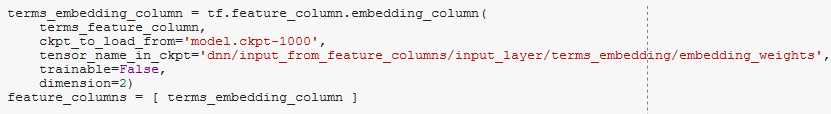 terms_embedding_column = tf.feature_column.embedding_column(
    terms_feature_column,
    ckpt_to_load_from='model.ckpt-1000',
    tensor_name_in_ckpt='dnn/input_from_feature_columns/input_layer/terms_embedding/embedding_weights',
    trainable=False,
    dimension=2)
feature_columns = [ terms_embedding_column ]